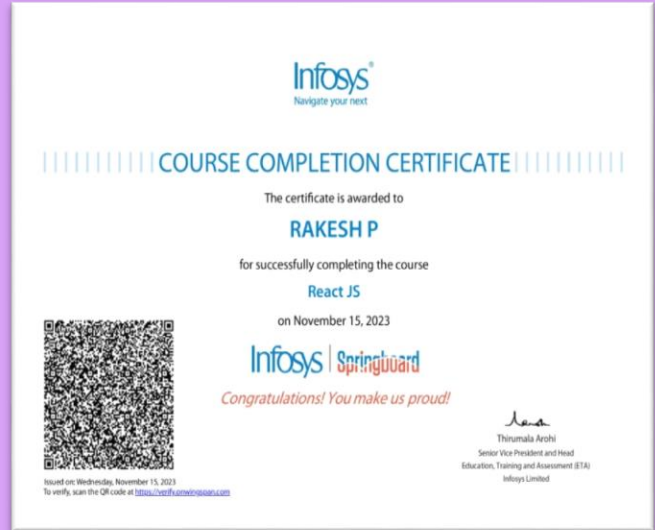 Infosys®
Navigate your next
COURSE COMPLETION CERTIFICATE
The certificate is awarded to
RAKESH P
for successfully completing the course
React JS
on November 15, 2023
Infosys | Springboard
Congratulations! You make us proud!
Thirumala Arohi
Senior Vice President and Head
Education, Training and Assessment (ETA)
Infosys Limited
Issued on: Wednesday, November 15, 2023
To verify, scan the QR code at https://verify.onwingspan.com